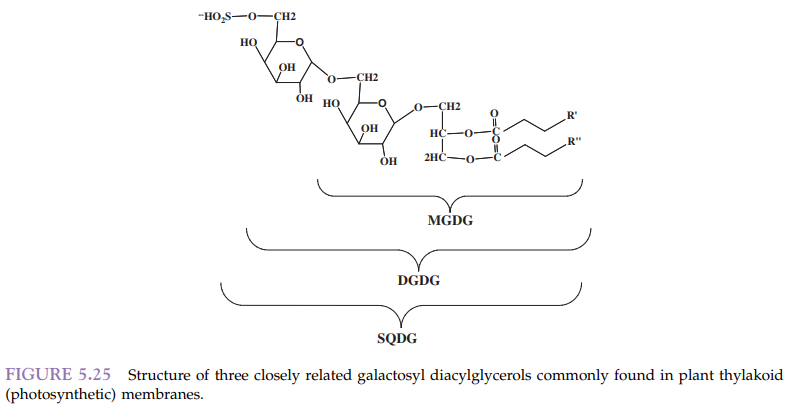 ⁻HO₃S—O—CH2
HO
O
OH
O—CH2
OH
HO
O
O—CH2
OH
O
R'
HC—O—C
O
R"
OH
2HC—O—C
MGDG
DGDG
SQDG
FIGURE 5.25 Structure of three closely related galactosyl diacylglycerols commonly found in plant thylakoid
(photosynthetic) membranes.